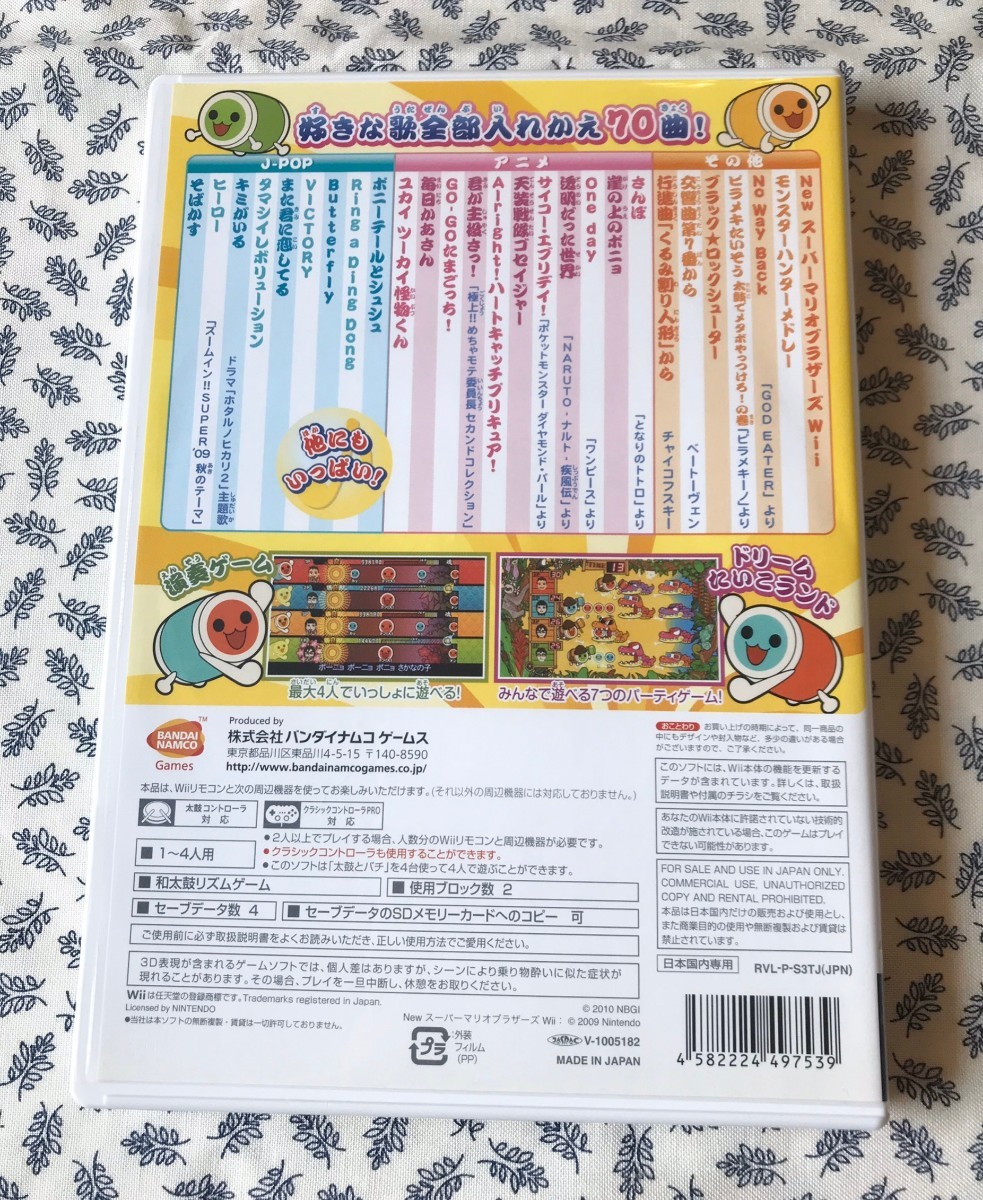 好きな歌全部入れかえ70曲！
J-POP
アニメ
その他
New スーパーマリオブラザーズ Wii
モンスターハンターメドレー
No Way Back 「GOD EATER」より
ピラメキたいそう 太鼓でメタボやっつけろ！の巻 「ピラメキーノ」より
ブラック★ロックシューター
交響曲第7番から ベートーヴェン
行進曲「くるみ割り人形」から チャイコフスキー
さんぽ 「となりのトトロ」より
崖の上のポニョ
One day 「ワンピース」より
透明だった世界 「NARUTO-ナルト- 疾風伝」より
サイコー・エブリデイ！ 「ポケットモンスター ダイヤモンド・パール」より
天装戦隊ゴセイジャー
Alright！ハートキャッチプリキュア！
君が主役さっ！ 「極上!! めちゃモテ委員長 セカンドコレクション」より
GO-GOたまごっち！
毎日かあさん
ユカイ ツーカイ 怪物くん
ポニーテールとシュシュ
Ring a Ding Dong
Butterfly
VICTORY
また君に恋してる
タマシイレボリューション
キミがいる ドラマ「ホタルノヒカリ2」主題歌
ヒーロー 「ズームイン!! SUPER '09 秋のテーマ」
そばかす
他にもいっぱい！
演奏ゲーム
ポーニョ ポーニョ ポニョ さかなの子
最大4人でいっしょに遊べる！
ドリームたいこランド
みんなで遊べる7つのパーティゲーム！
BANDAI NAMCO Games
TM
Produced by
株式会社 バンダイナムコ ゲームス
東京都品川区東品川4-5-15 〒140-8590
http://www.bandainamcogames.co.jp/
本品は、Wiiリモコンと次の周辺機器を使ってお楽しみいただけます。（それ以外の周辺機器には対応しておりません。）
太鼓コントローラ 対応
クラシックコントローラPRO 対応
■1～4人用
●2人以上でプレイする場合、人数分のWiiリモコンと周辺機器が必要です。
●クラシックコントローラも使用することができます。
●このソフトは「太鼓とバチ」を4台使って4人で遊ぶことができます。
■和太鼓リズムゲーム
■使用ブロック数 2
■セーブデータ数 4
■セーブデータのSDメモリーカードへのコピー 可
ご使用前に必ず取扱説明書をよくお読みいただき、正しい使用方法でご愛用ください。
3D表現が含まれるゲームソフトでは、個人差はありますが、シーンにより乗り物酔いに似た症状が
現れることがあります。その場合、プレイを一旦中断し、休憩をお取りください。
Wiiは任天堂の登録商標です。Trademarks registered in Japan.
Licensed by NINTENDO
●当社は本ソフトの無断複製・賃貸は一切許可しておりません。
おことわり お買い上げの時期によって、同一商品の
中にもデザインや封入物など、多少の違いがある場合
がございますので、ご了承ください。
このソフトには、Wii本体の機能を更新する
データが含まれています。詳しくは、取扱
説明書や付属のチラシをご覧ください。
あなたのWii本体に許諾されていない技術的
改造が施されている場合、このゲームはプレイ
できない可能性があります。
FOR SALE AND USE IN JAPAN ONLY.
COMMERCIAL USE, UNAUTHORIZED
COPY AND RENTAL PROHIBITED.
本品は日本国内だけの販売および使用とし、
また商業目的の使用や無断複製および賃貸は
禁止されています。
日本国内専用
RVL-P-S3TJ(JPN)
© 2010 NBGI
New スーパーマリオブラザーズ Wii：© 2009 Nintendo
プラ
外装
フィルム
(PP)
V-1005182
MADE IN JAPAN
4 582224 497539